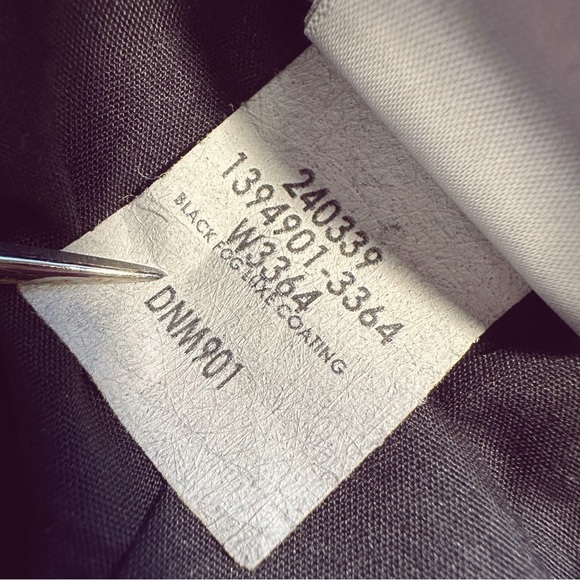 240339
1394901-3364
W3364
BLACK FOG LUXE COATING
DNM901